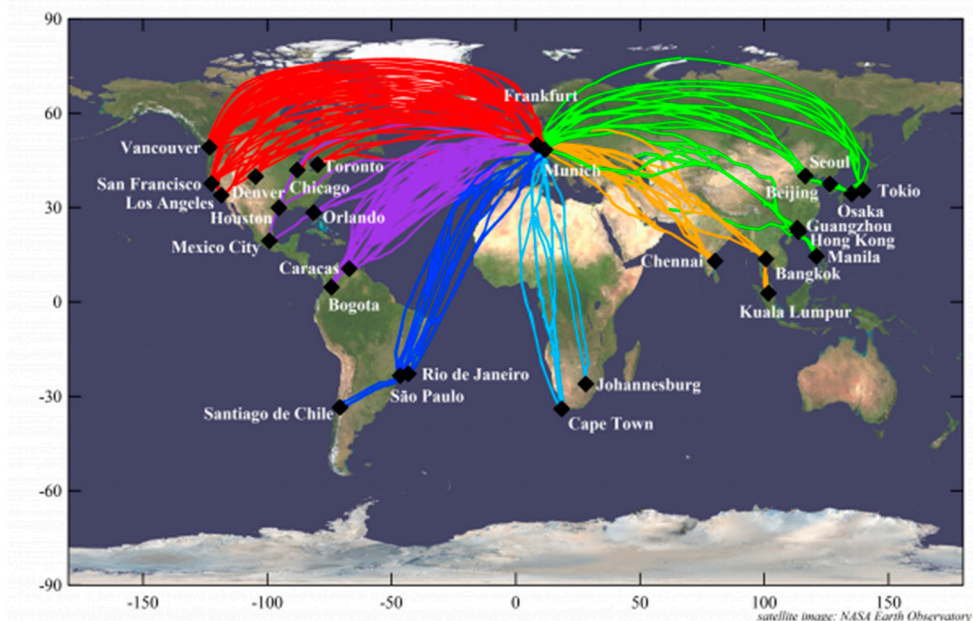 90
60
30
0
-30
-60
-90
Frankfurt
Munich
Vancouver
San Francisco
Los Angeles
Denver
Chicago
Toronto
Houston
Orlando
Mexico City
Caracas
Bogota
Rio de Janeiro
São Paulo
Santiago de Chile
Johannesburg
Cape Town
Seoul
Beijing
Tokio
Osaka
Guangzhou
Hong Kong
Manila
Chennai
Bangkok
Kuala Lumpur
-150 -100 -50 0 50 100 150
satellite image: NASA Earth Observatory